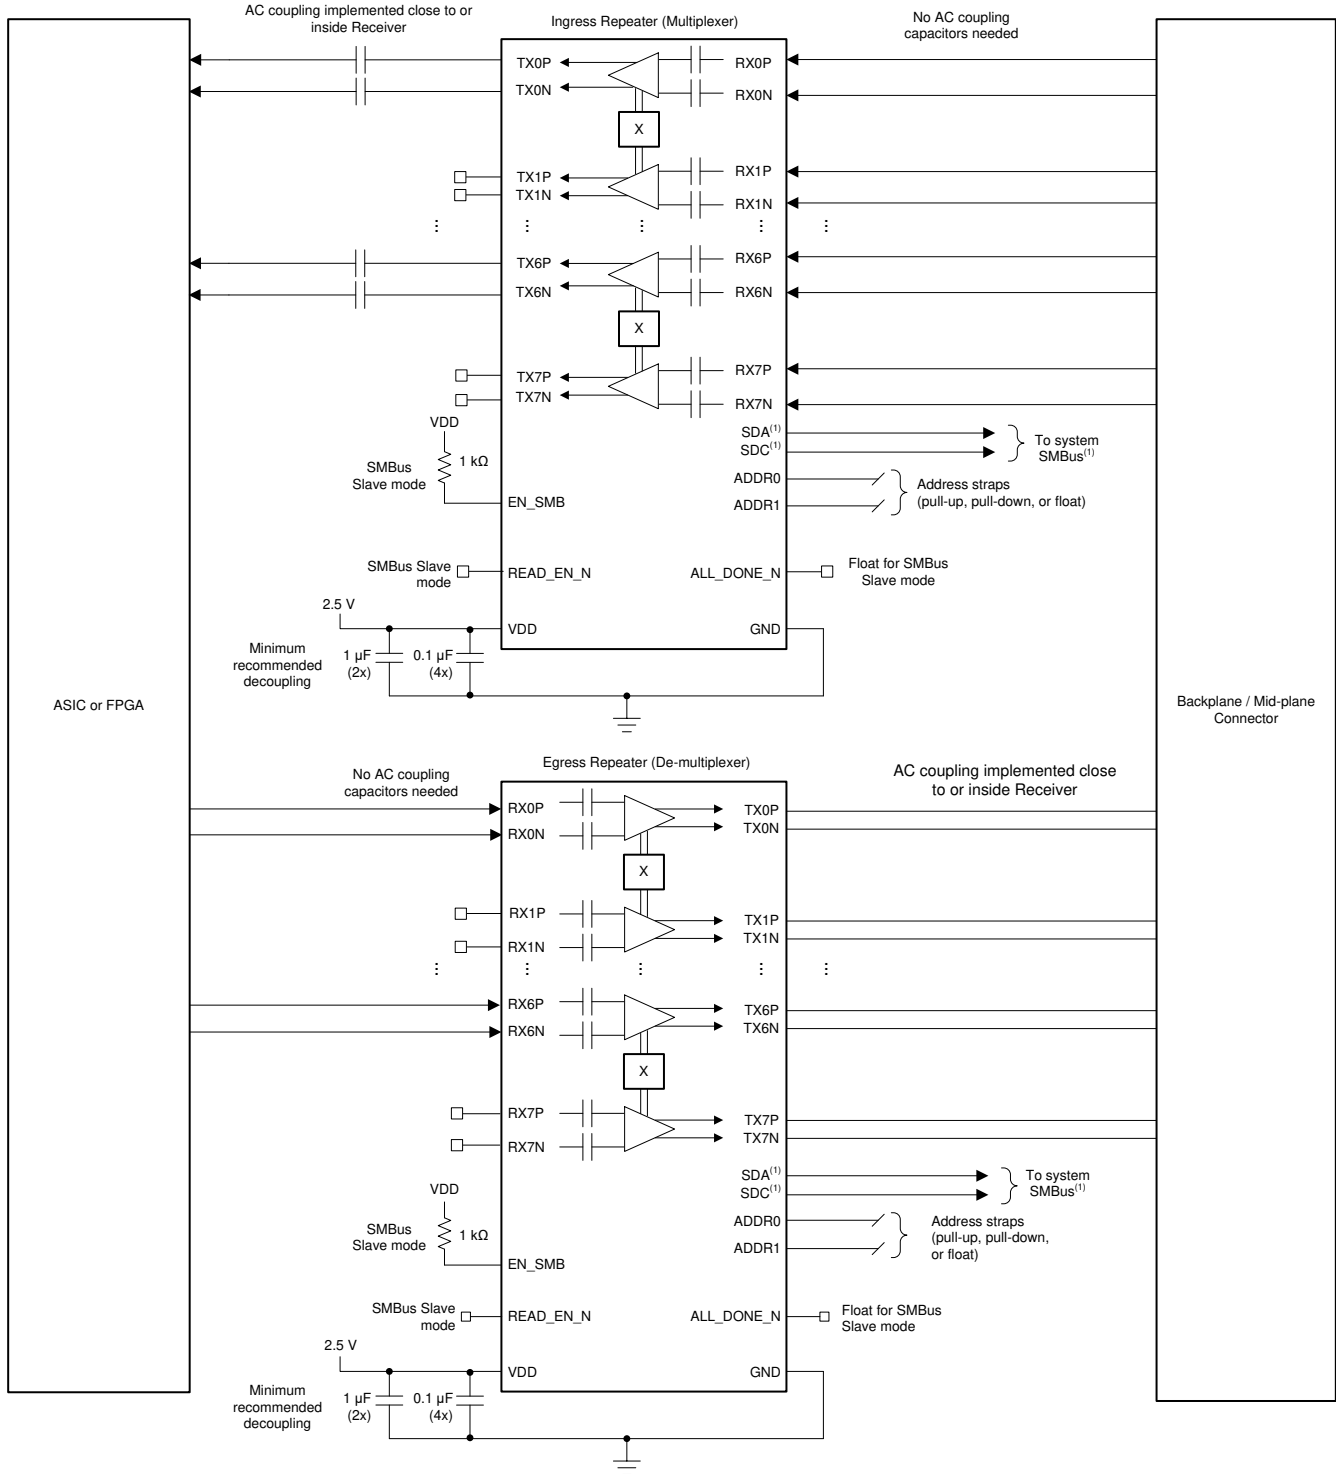 AC coupling implemented close to or
inside Receiver
Ingress Repeater (Multiplexer)
No AC coupling
capacitors needed
TX0P
RX0P
TX0N
RX0N
X
TX1P
RX1P
TX1N
RX1N
TX6P
RX6P
TX6N
RX6N
X
TX7P
RX7P
TX7N
RX7N
VDD
1 kΩ
SMBus
Slave mode
EN_SMB
SDA(1)
SDC(1)
To system
SMBus(1)
ADDR0
ADDR1
Address straps
(pull-up, pull-down, or float)
SMBus Slave
mode
READ_EN_N
ALL_DONE_N
Float for SMBus
Slave mode
2.5 V
VDD
GND
Minimum
recommended
decoupling
1 µF
(2x)
0.1 µF
(4x)
ASIC or FPGA
Backplane / Mid-plane
Connector
Egress Repeater (De-multiplexer)
No AC coupling
capacitors needed
AC coupling implemented close
to or inside Receiver
RX0P
TX0P
RX0N
TX0N
X
RX1P
TX1P
RX1N
TX1N
RX6P
TX6P
RX6N
TX6N
X
RX7P
TX7P
RX7N
TX7N
VDD
1 kΩ
SMBus
Slave mode
EN_SMB
SDA(1)
SDC(1)
To system
SMBus(1)
ADDR0
ADDR1
Address straps
(pull-up, pull-down,
or float)
SMBus Slave
mode
READ_EN_N
ALL_DONE_N
Float for SMBus
Slave mode
2.5 V
VDD
GND
Minimum
recommended
decoupling
1 µF
(2x)
0.1 µF
(4x)